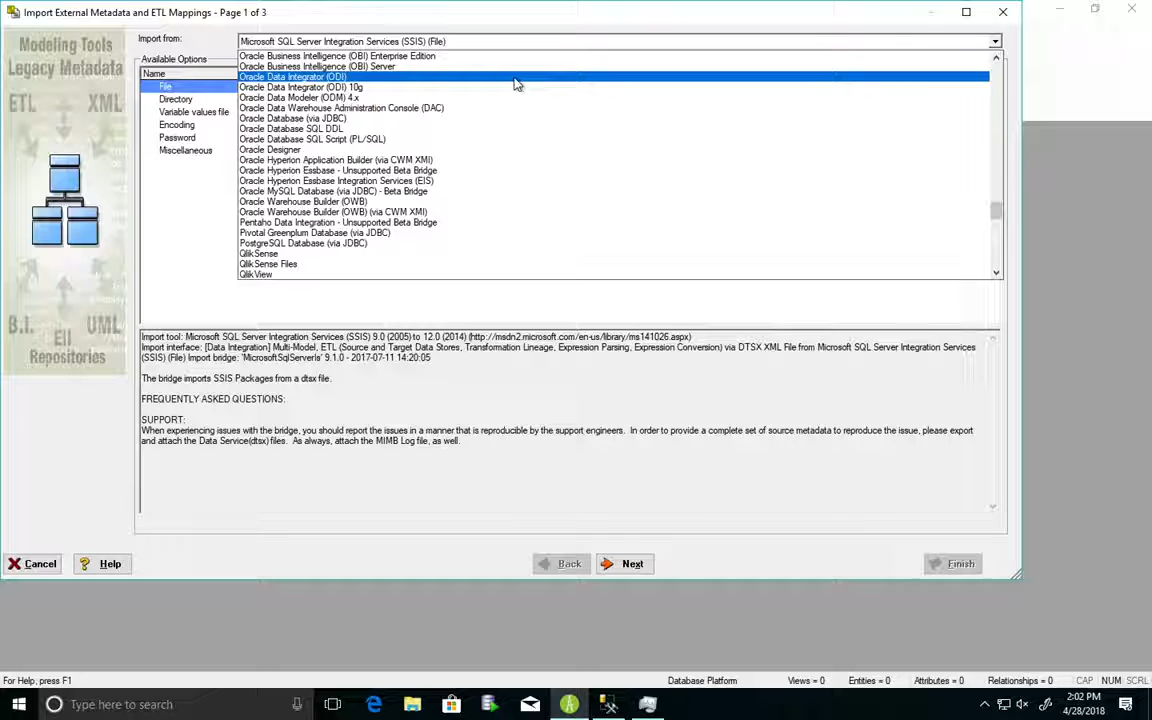 Import External Metadata and ETL Mappings - Page 1 of 3
Modeling Tools
Legacy Metadata
ETL XML
B.I. EII UML
Repositories
Import from:
Microsoft SQL Server Integration Services (SSIS) (File)
Available Options
Name
File
Directory
Variable values file
Encoding
Password
Miscellaneous
Oracle Business Intelligence (OBI) Enterprise Edition
Oracle Business Intelligence (OBI) Server
Oracle Data Integrator (ODI)
Oracle Data Integrator (ODI) 10g
Oracle Data Modeler (ODM) 4.x
Oracle Data Warehouse Administration Console (DAC)
Oracle Database (via JDBC)
Oracle Database SQL DDL
Oracle Database SQL Script (PL/SQL)
Oracle Designer
Oracle Hyperion Application Builder (via CWM XMI)
Oracle Hyperion Essbase - Unsupported Beta Bridge
Oracle Hyperion Essbase Integration Services (EIS)
Oracle MySQL Database (via JDBC) - Beta Bridge
Oracle Warehouse Builder (OWB)
Oracle Warehouse Builder (OWB) (via CWM XMI)
Pentaho Data Integration - Unsupported Beta Bridge
Pivotal Greenplum Database (via JDBC)
PostgreSQL Database (via JDBC)
QlikSense
QlikSense Files
QlikView
Import tool: Microsoft SQL Server Integration Services (SSIS) 9.0 (2005) to 12.0 (2014) (http://msdn2.microsoft.com/en-us/library/ms141026.aspx)
Import interface: [Data Integration] Multi-Model, ETL (Source and Target Data Stores, Transformation Lineage, Expression Parsing, Expression Conversion) via DTSX XML File from Microsoft SQL Server Integration Services
(SSIS) (File) Import bridge: 'MicrosoftSqlServerIs' 9.1.0 - 2017-07-11 14:20:05
The bridge imports SSIS Packages from a dtsx file.
FREQUENTLY ASKED QUESTIONS:
SUPPORT:
When experiencing issues with the bridge, you should report the issues in a manner that is reproducible by the support engineers. In order to provide a complete set of source metadata to reproduce the issue, please export
and attach the Data Service(dtsx) files. As always, attach the MIMB Log file, as well.
Cancel
Help
Back
Next
Finish
For Help, press F1
Database Platform
Views = 0
Entities = 0
Attributes = 0
Relationships = 0
CAP
NUM
SCRL
Type here to search
2:02 PM
4/28/2018